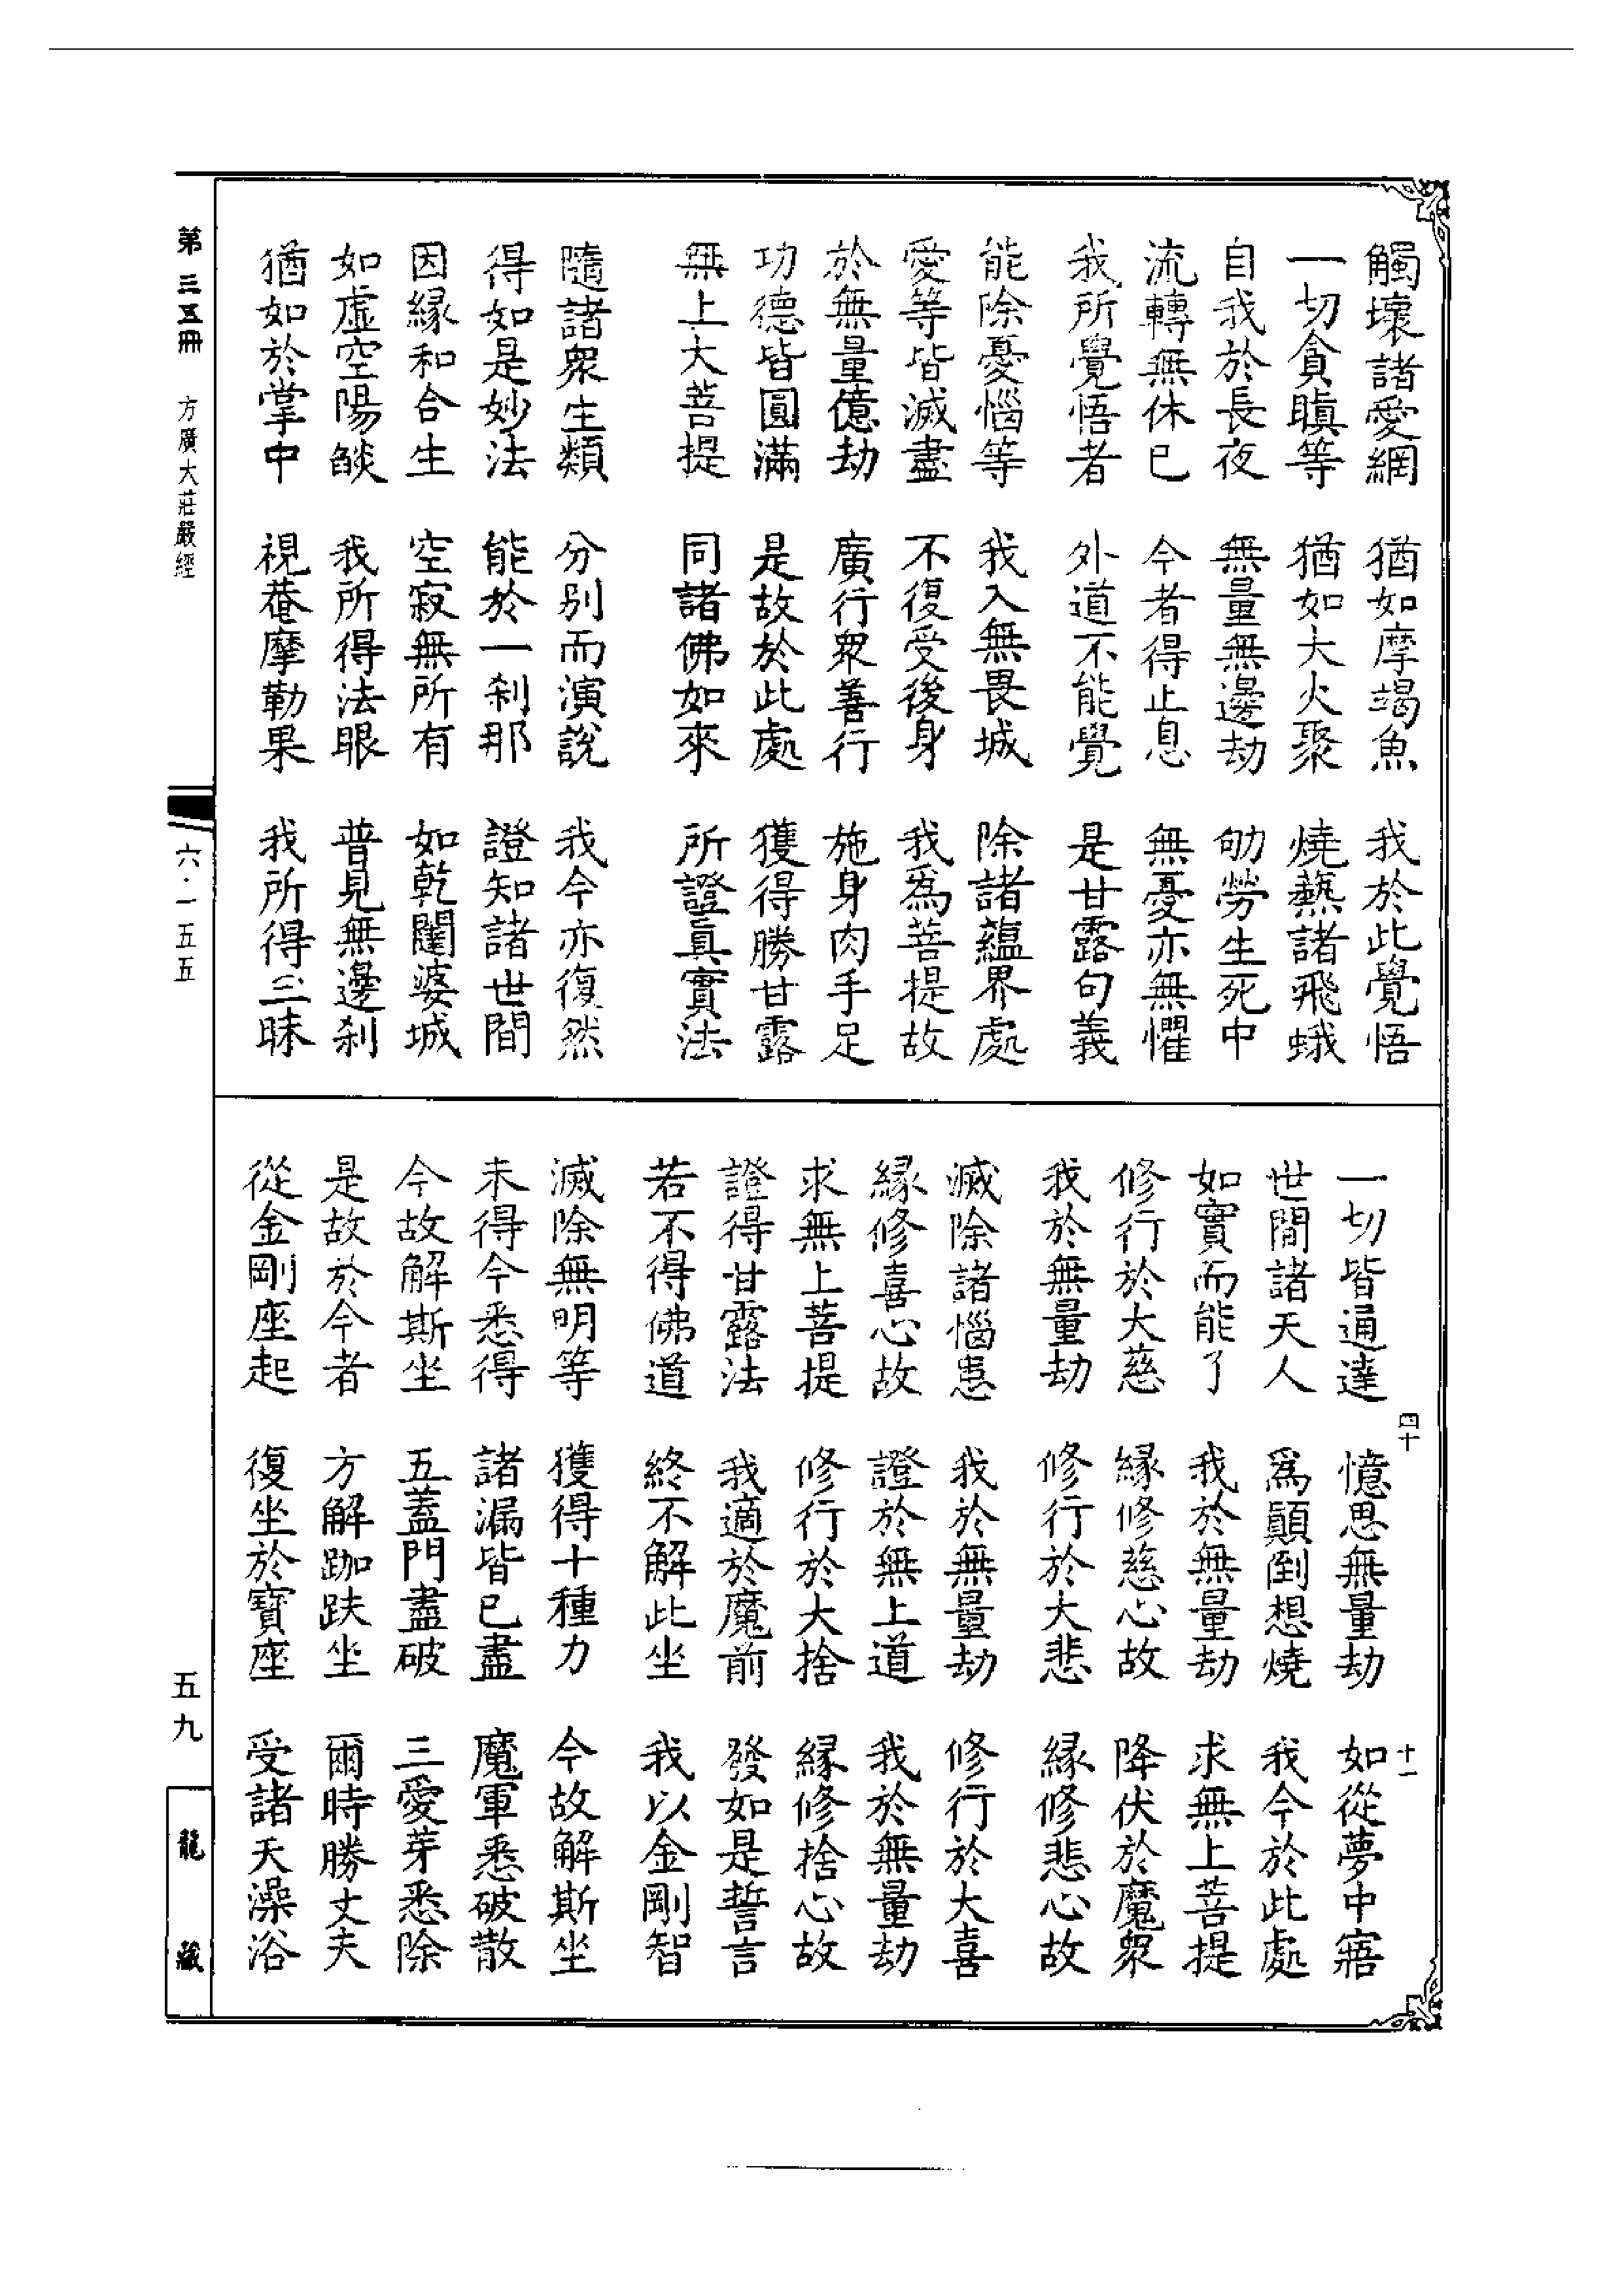 觸壞諸愛網　猶如摩竭魚　我於此覺悟
一切貪瞋等　猶如大火聚　燒爇諸飛蛾
自我於長夜　無量無邊劫　劬勞生死中
流轉無休已　今者得止息　無憂亦無懼
我所覺悟者　外道不能覺　是甘露句義
能除憂惱等　我入無畏城　除諸蘊界處
愛等皆滅盡　不復受後身　我為菩提故
於無量億劫　廣行眾善行　施身肉手足
功德皆圓滿　是故於此處　獲得勝甘露
無上大菩提　同諸佛如來　所證真實法
隨諸眾生類　分別而演說　我今亦復然
得如是妙法　能於一剎那　證知諸世間
因緣和合生　空寂無所有　如乾闥婆城
如虛空陽燄　我所得法眼　普見無邊剎
猶如於掌中　視菴摩勒果　我所得三昧
第三五冊　方廣大莊嚴經　六·一五五
一切皆通達　憶思無量劫　如從夢中寤
四十　十一
世間諸天人　為顛倒想燒　我今於此處
如實而能了　我於無量劫　求無上菩提
修行於大慈　緣修慈心故　降伏於魔眾
我於無量劫　修行於大悲　緣修悲心故
滅除諸惱患　我於無量劫　修行於大喜
緣修喜心故　證於無上道　我於無量劫
求無上菩提　修行於大捨　緣修捨心故
證得甘露法　我適於魔前　發如是誓言
若不得佛道　終不解此坐　我以金剛智
滅除無明等　獲得十種力　今故解斯坐
未得今悉得　諸漏皆已盡　魔軍悉破散
今故解斯坐　五蓋門盡破　三愛芽悉除
是故於今者　方解跏趺坐　爾時勝丈夫
從金剛座起　復坐於寶座　受諸天澡浴
五九　龍藏